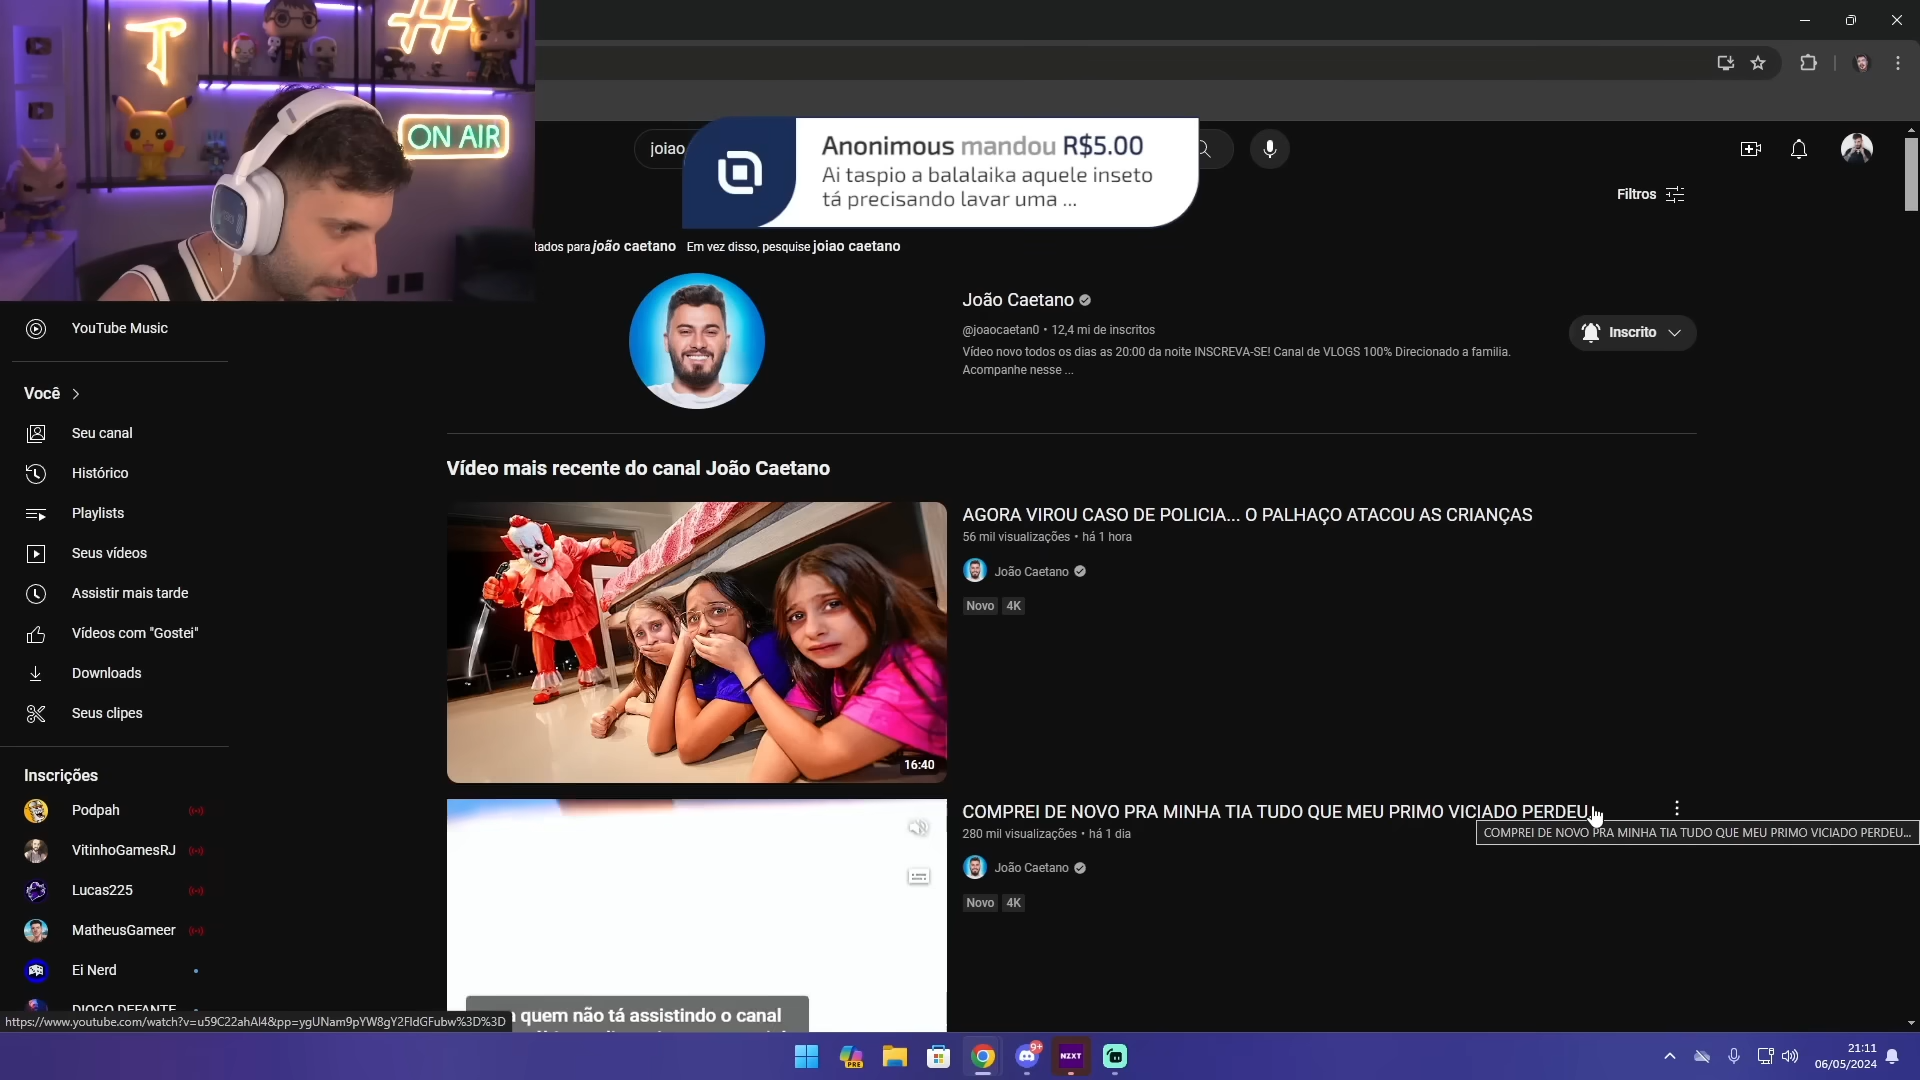 T
#
ON AIR
joiao
Anonimous mandou R$5.00
Ai taspio a balalaika aquele inseto
tá precisando lavar uma ...
Filtros
tados para joão caetano Em vez disso, pesquise joiao caetano
João Caetano
@joaocaetan0 • 12,4 mi de inscritos
Vídeo novo todos os dias as 20:00 da noite INSCREVA-SE! Canal de VLOGS 100% Direcionado a familia.
Acompanhe nesse ...
Inscrito
YouTube Music
Você
Seu canal
Histórico
Playlists
Seus vídeos
Assistir mais tarde
Vídeos com "Gostei"
Downloads
Seus clipes
Inscrições
Podpah
VitinhoGamesRJ
Lucas225
MatheusGameer
Ei Nerd
DIOGO DEFANTE
Vídeo mais recente do canal João Caetano
16:40
AGORA VIROU CASO DE POLICIA... O PALHAÇO ATACOU AS CRIANÇAS
56 mil visualizações • há 1 hora
João Caetano
Novo 4K
COMPREI DE NOVO PRA MINHA TIA TUDO QUE MEU PRIMO VICIADO PERDEU...
280 mil visualizações • há 1 dia
COMPREI DE NOVO PRA MINHA TIA TUDO QUE MEU PRIMO VICIADO PERDEU...
João Caetano
Novo 4K
quem não tá assistindo o canal
https://www.youtube.com/watch?v=u59C22ahAI4&pp=ygUNam9pYW8gY2FldGFubw%3D%3D
PRE
9+
NZXT
21:11
06/05/2024